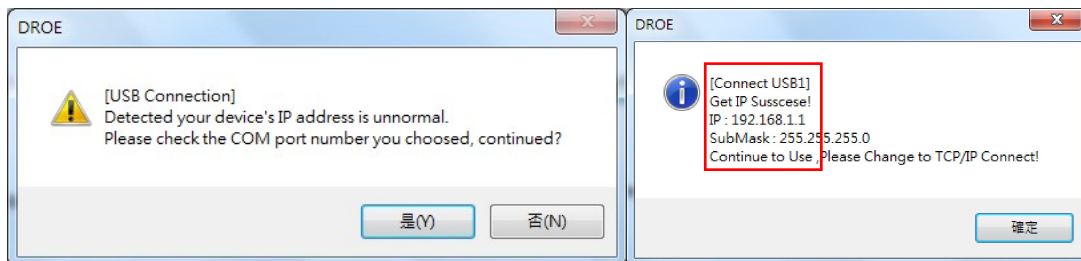 DROE
[USB Connection]
Detected your device's IP address is unnormal.
Please check the COM port number you choosed, continued?
是(Y)
否(N)
DROE
[Connect USB1]
Get IP Susscese!
IP : 192.168.1.1
SubMask : 255.255.255.0
Continue to Use ,Please Change to TCP/IP Connect!
確定